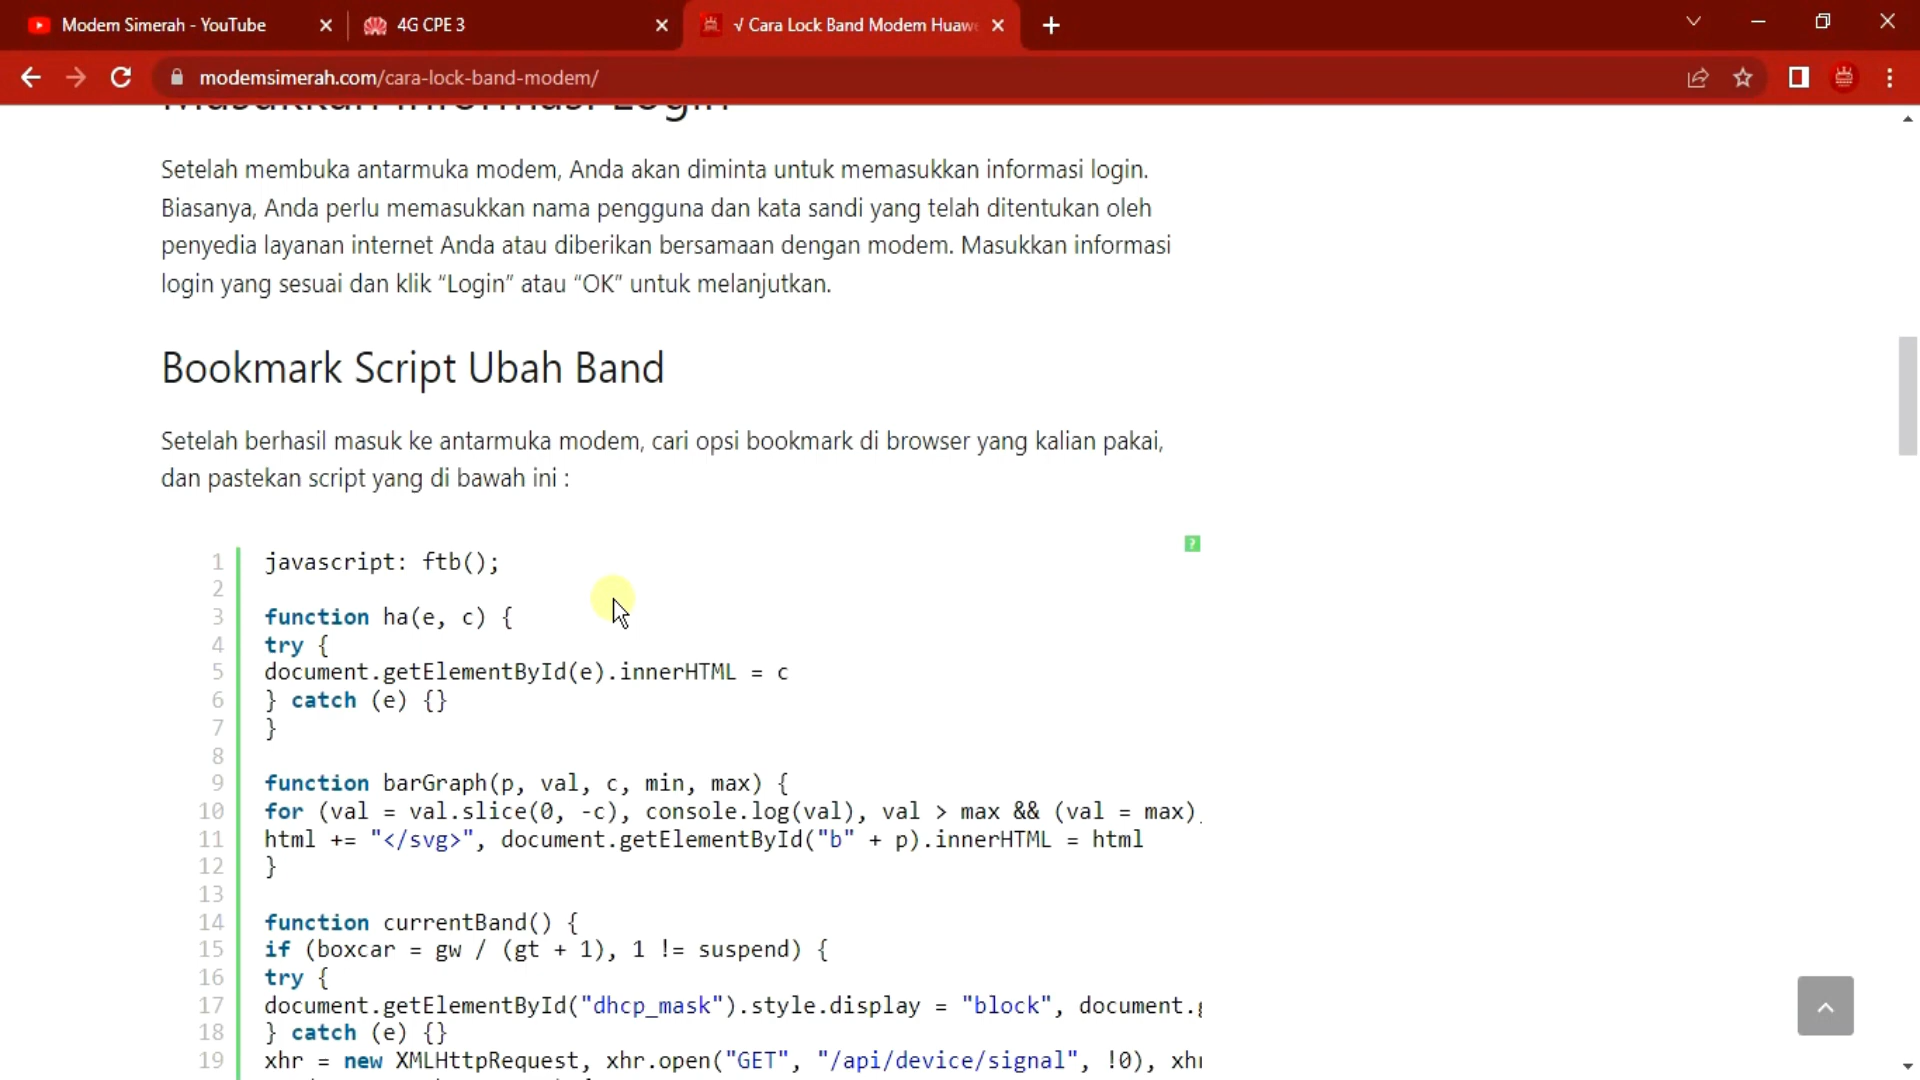 Modem Simerah - YouTube
4G CPE 3
√ Cara Lock Band Modem Huaw
modemsimerah.com/cara-lock-band-modem/
Masukkan Informasi Login
Setelah membuka antarmuka modem, Anda akan diminta untuk memasukkan informasi login.
Biasanya, Anda perlu memasukkan nama pengguna dan kata sandi yang telah ditentukan oleh
penyedia layanan internet Anda atau diberikan bersamaan dengan modem. Masukkan informasi
login yang sesuai dan klik “Login” atau “OK” untuk melanjutkan.
Bookmark Script Ubah Band
Setelah berhasil masuk ke antarmuka modem, cari opsi bookmark di browser yang kalian pakai,
dan pastekan script yang di bawah ini :
?
1 javascript: ftb();
2
3 function ha(e, c) {
4 try {
5 document.getElementById(e).innerHTML = c
6 } catch (e) {}
7 }
8
9 function barGraph(p, val, c, min, max) {
10 for (val = val.slice(0, -c), console.log(val), val > max && (val = max)
11 html += "</svg>", document.getElementById("b" + p).innerHTML = html
12 }
13
14 function currentBand() {
15 if (boxcar = gw / (gt + 1), 1 != suspend) {
16 try {
17 document.getElementById("dhcp_mask").style.display = "block", document.
18 } catch (e) {}
19 xhr = new XMLHttpRequest, xhr.open("GET", "/api/device/signal", !0), xh